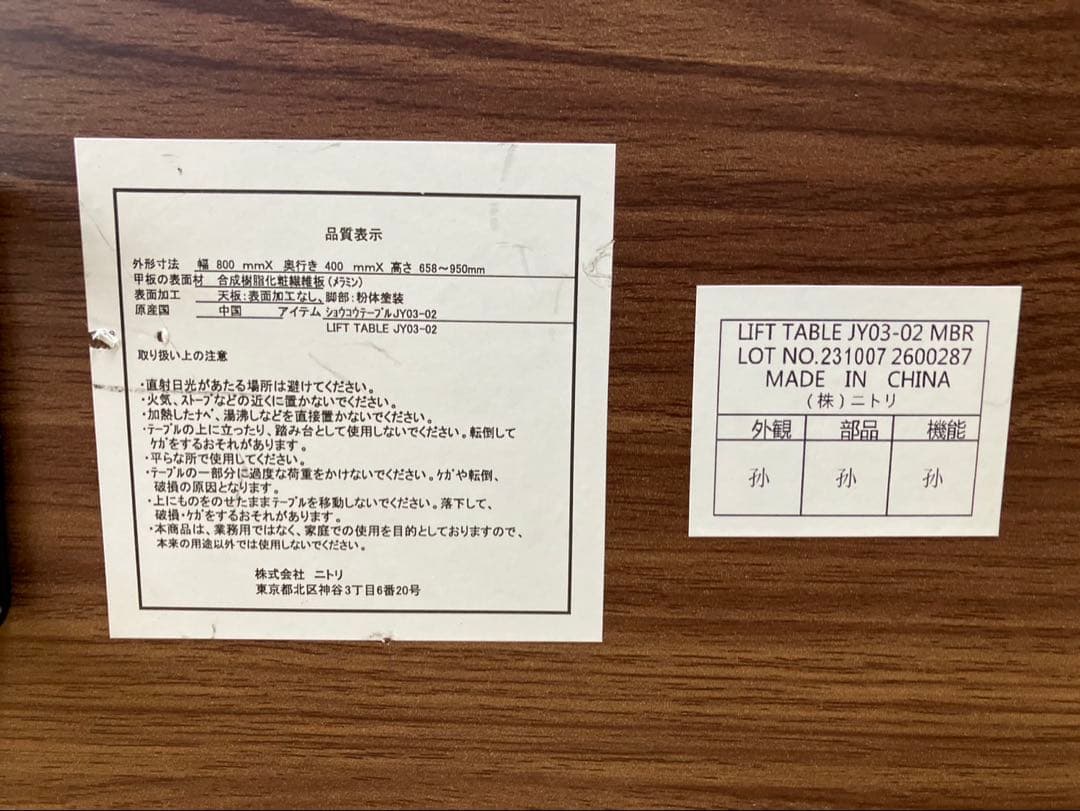 品質表示
外形寸法 幅 800 mmX 奥行き 400 mmX 高さ 658～950mm
甲板の表面材 合成樹脂化粧繊維板(メラミン)
表面加工 天板:表面加工なし、脚部:粉体塗装
原産国 中国 アイテム ショウコウテーブルJY03-02
LIFT TABLE JY03-02
取り扱い上の注意
・直射日光があたる場所は避けてください。
・火気、ストーブなどの近くに置かないでください。
・加熱したナベ、湯沸しなどを直接置かないでください。
・テーブルの上に立ったり、踏み台として使用しないでください。転倒して
ケガをするおそれがあります。
・平らな所で使用してください。
・テーブルの一部分に過度な荷重をかけないでください。ケガや転倒、
破損の原因となります。
・上にものをのせたままテーブルを移動しないでください。落下して、
破損・ケガをするおそれがあります。
・本商品は、業務用ではなく、家庭での使用を目的としておりますので、
本来の用途以外では使用しないでください。
株式会社 ニトリ
東京都北区神谷3丁目6番20号
LIFT TABLE JY03-02 MBR
LOT NO.231007 2600287
MADE IN CHINA
(株)ニトリ
外観 部品 機能
孙 孙 孙